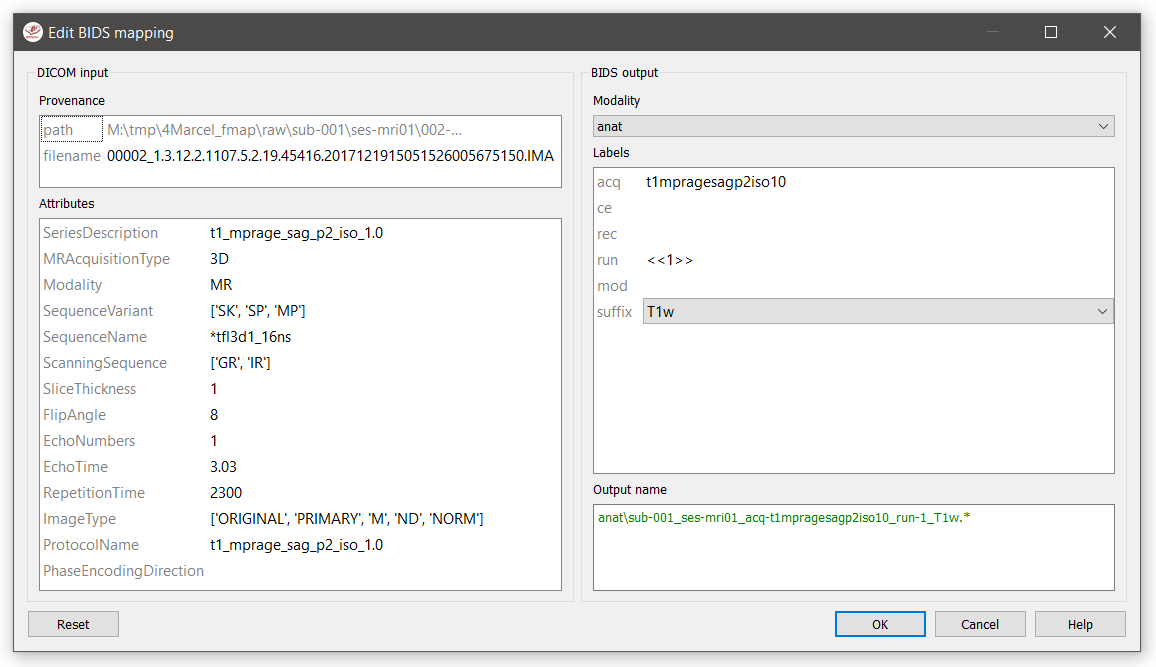 Edit BIDS mapping
DICOM input
Provenance
path M:\tmp\4Marcel_fmap\raw\sub-001\ses-mri01\002-...
filename 00002_1.3.12.2.1107.5.2.19.45416.2017121915051526005675150.IMA
Attributes
SeriesDescription t1_mprage_sag_p2_iso_1.0
MRAcquisitionType 3D
Modality MR
SequenceVariant ['SK', 'SP', 'MP']
SequenceName *tfl3d1_16ns
ScanningSequence ['GR', 'IR']
SliceThickness 1
FlipAngle 8
EchoNumbers 1
EchoTime 3.03
RepetitionTime 2300
ImageType ['ORIGINAL', 'PRIMARY', 'M', 'ND', 'NORM']
ProtocolName t1_mprage_sag_p2_iso_1.0
PhaseEncodingDirection
BIDS output
Modality
anat
Labels
acq t1mpragesagp2iso10
ce
rec
run <<1>>
mod
suffix T1w
Output name
anat\sub-001_ses-mri01_acq-t1mpragesagp2iso10_run-1_T1w.*
Reset
OK
Cancel
Help